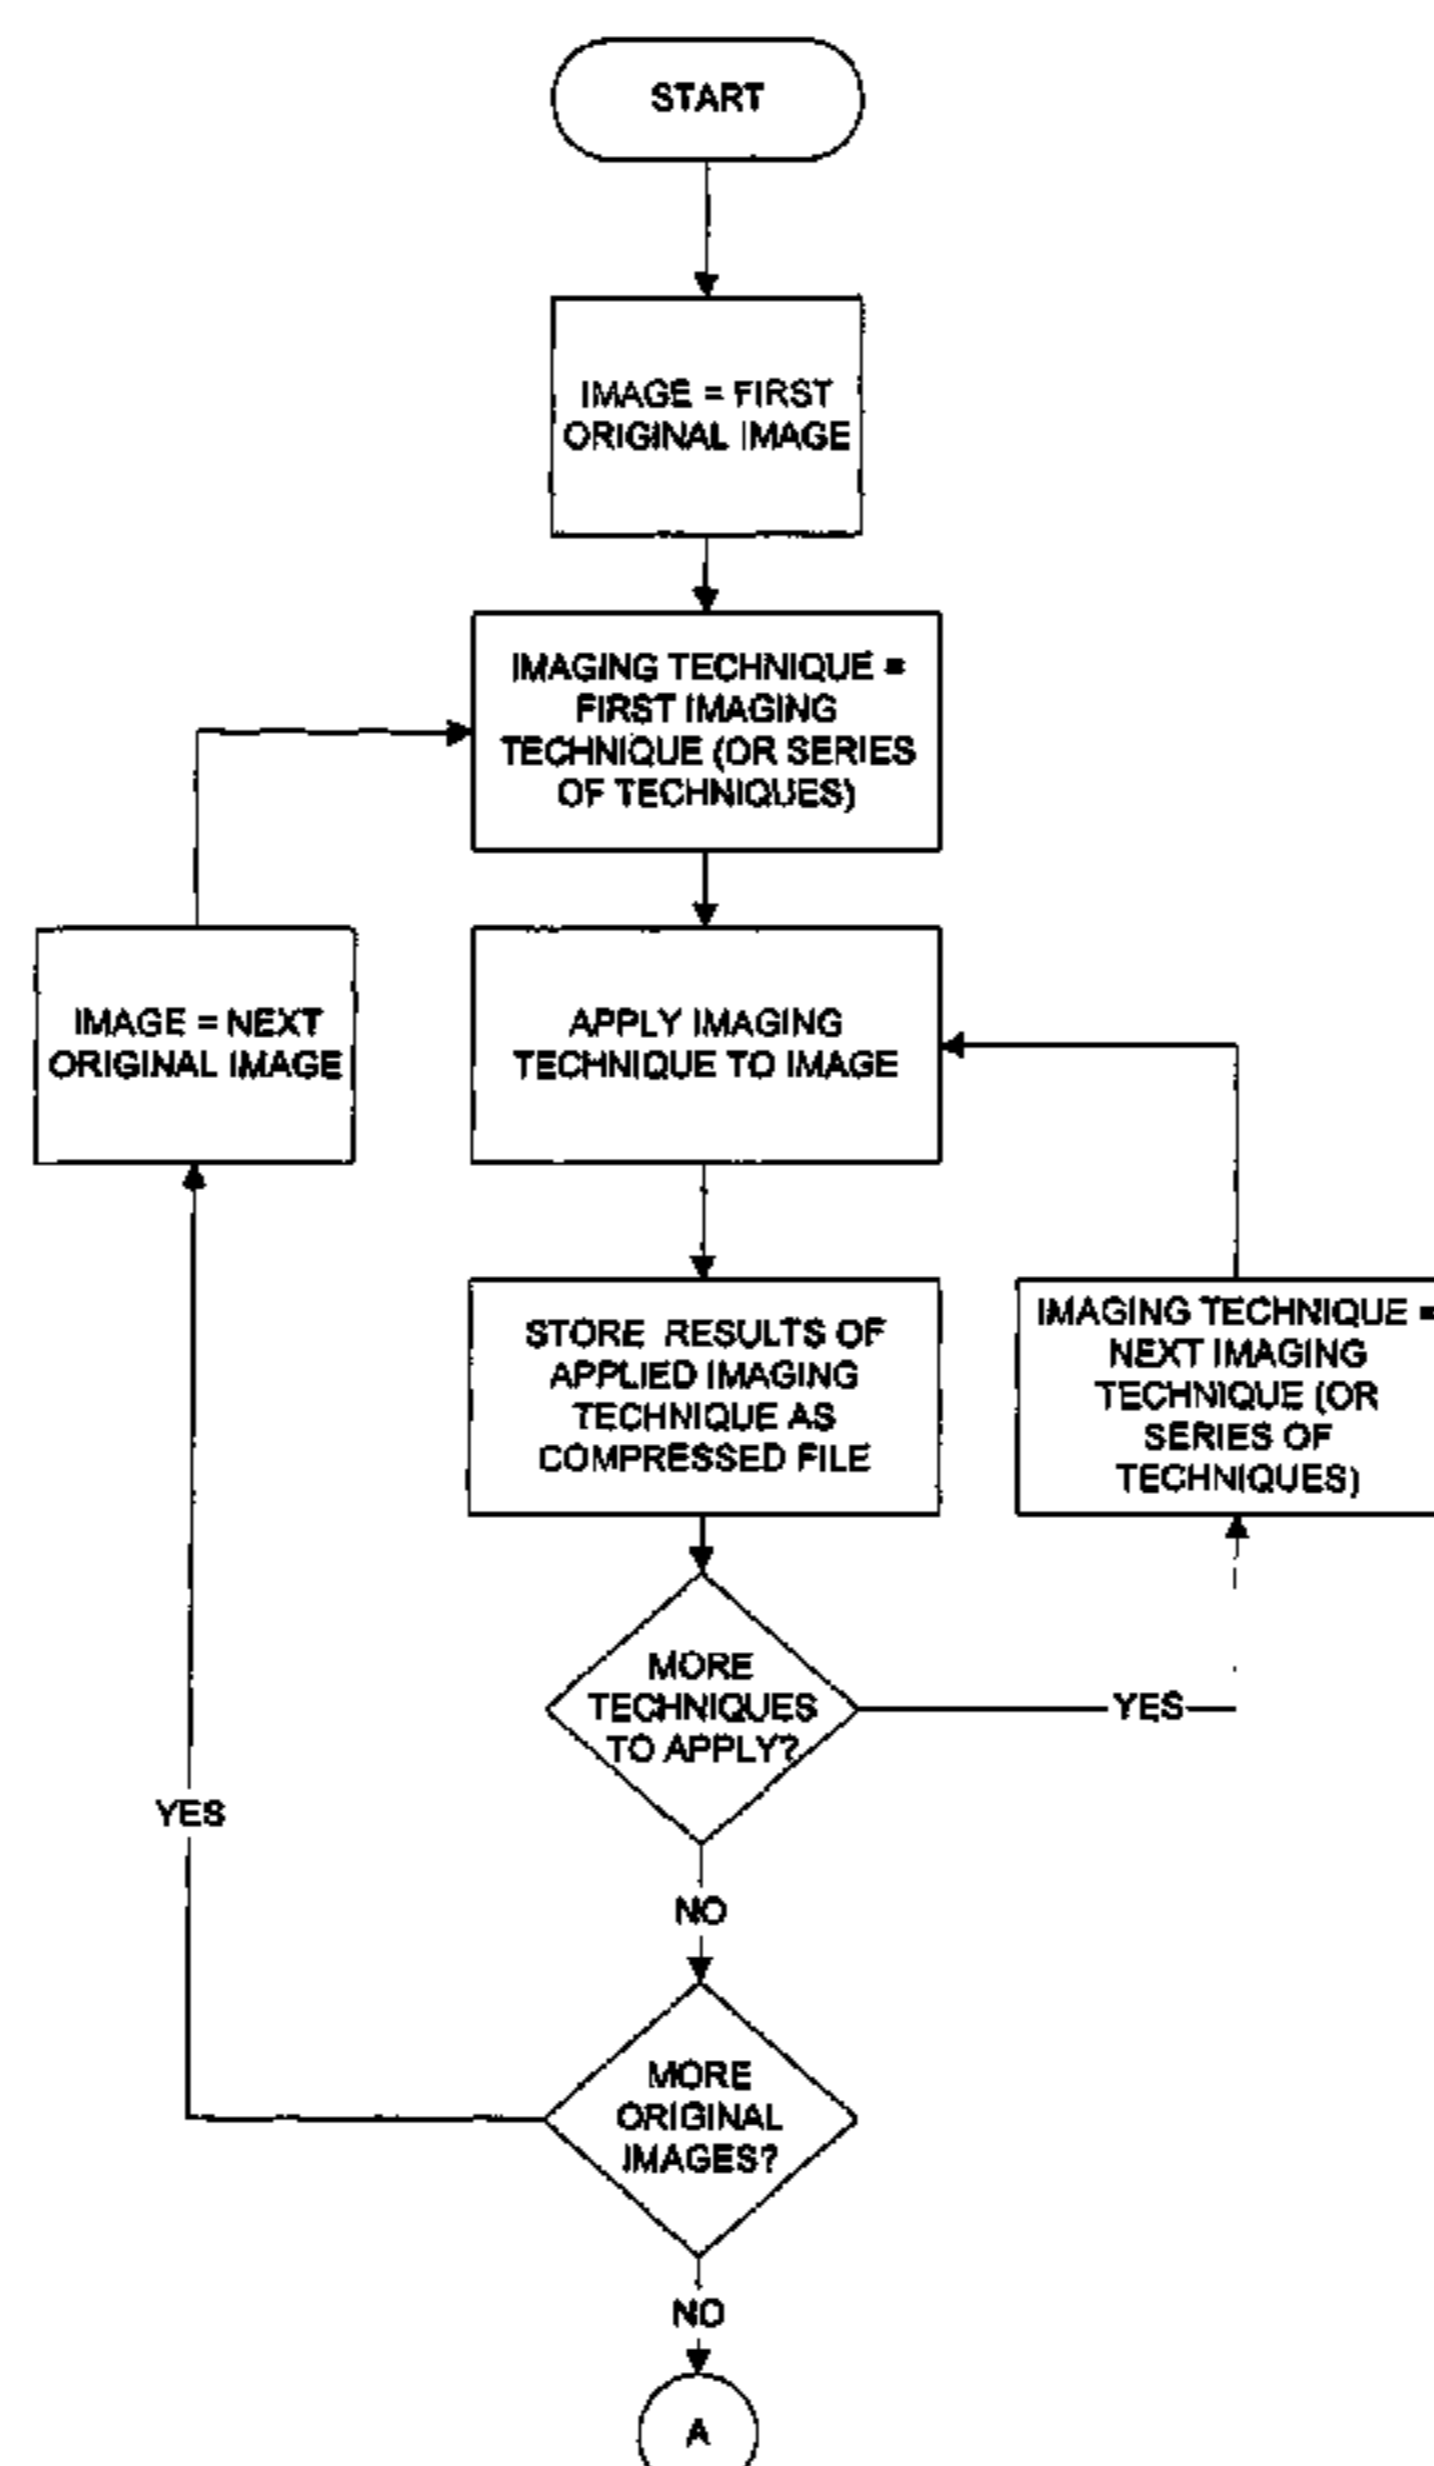 START
IMAGE = FIRST
ORIGINAL IMAGE
IMAGING TECHNIQUE =
FIRST IMAGING
TECHNIQUE (OR SERIES
OF TECHNIQUES)
IMAGE = NEXT
ORIGINAL IMAGE
APPLY IMAGING
TECHNIQUE TO IMAGE
STORE RESULTS OF
APPLIED IMAGING
TECHNIQUE AS
COMPRESSED FILE
IMAGING TECHNIQUE =
NEXT IMAGING
TECHNIQUE (OR
SERIES OF
TECHNIQUES)
MORE
TECHNIQUES
TO APPLY?
YES
YES
NO
MORE
ORIGINAL
IMAGES?
NO
A